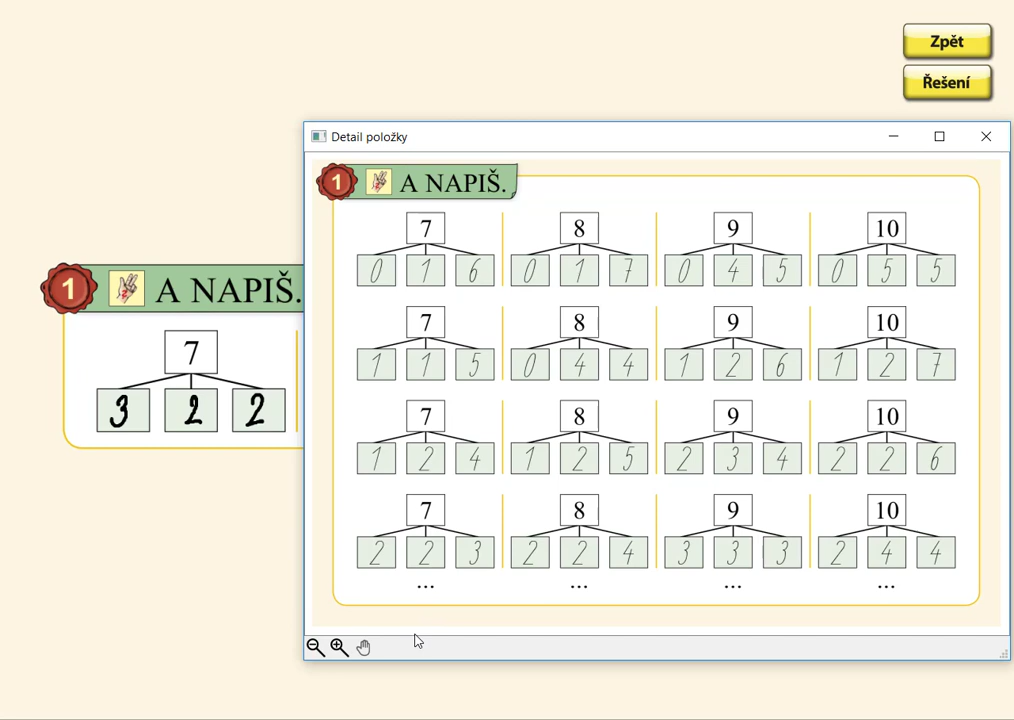 Zpět
Řešení
Detail položky
1 A NAPIŠ.
7 8 9 10
0 1 6 0 1 7 0 4 5 0 5 5
7 8 9 10
1 1 5 0 4 4 1 2 6 1 2 7
7 8 9 10
1 2 4 1 2 5 2 3 4 2 2 6
7 8 9 10
2 2 3 2 2 4 3 3 3 2 4 4
... ... ... ...
1 A NAPIŠ.
7
3 2 2